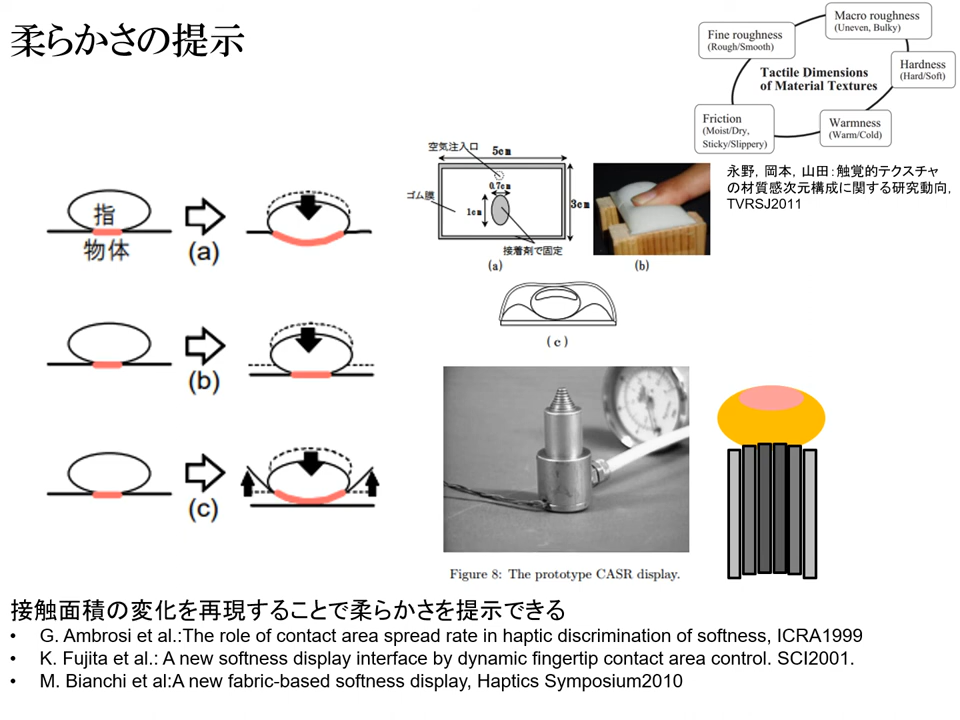 柔らかさの提示
Fine roughness
(Rough/Smooth)
Macro roughness
(Uneven, Bulky)
Tactile Dimensions
of Material Textures
Hardness
(Hard/Soft)
Friction
(Moist/Dry,
Sticky/Slippery)
Warmness
(Warm/Cold)
永野, 岡本, 山田:触覚的テクスチャ
の材質感次元構成に関する研究動向,
TVRSJ2011
指
物体
(a)
(b)
(c)
空気注入口
5cm
ゴム膜
0.7cm
1cm
3cm
接着剤で固定
(a)
(b)
(c)
Figure 8: The prototype CASR display.
接触面積の変化を再現することで柔らかさを提示できる
• G. Ambrosi et al.:The role of contact area spread rate in haptic discrimination of softness, ICRA1999
• K. Fujita et al.: A new softness display interface by dynamic fingertip contact area control. SCI2001.
• M. Bianchi et al:A new fabric-based softness display, Haptics Symposium2010